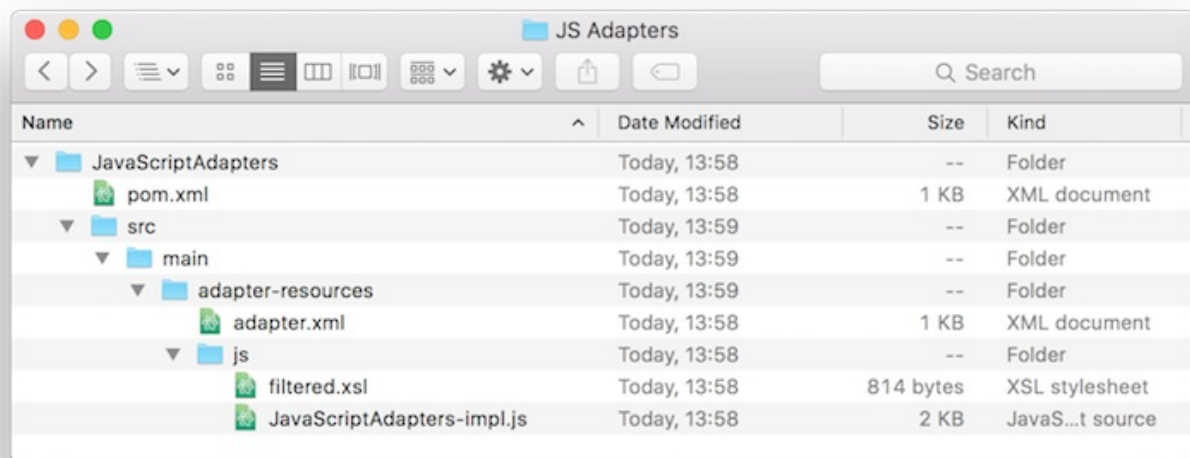 JS Adapters
Search
Name Date Modified Size Kind
JavaScriptAdapters Today, 13:58 -- Folder
pom.xml Today, 13:58 1 KB XML document
src Today, 13:59 -- Folder
main Today, 13:59 -- Folder
adapter-resources Today, 13:59 -- Folder
adapter.xml Today, 13:58 1 KB XML document
js Today, 13:58 -- Folder
filtered.xsl Today, 13:58 814 bytes XSL stylesheet
JavaScriptAdapters-impl.js Today, 13:58 2 KB JavaS...t source